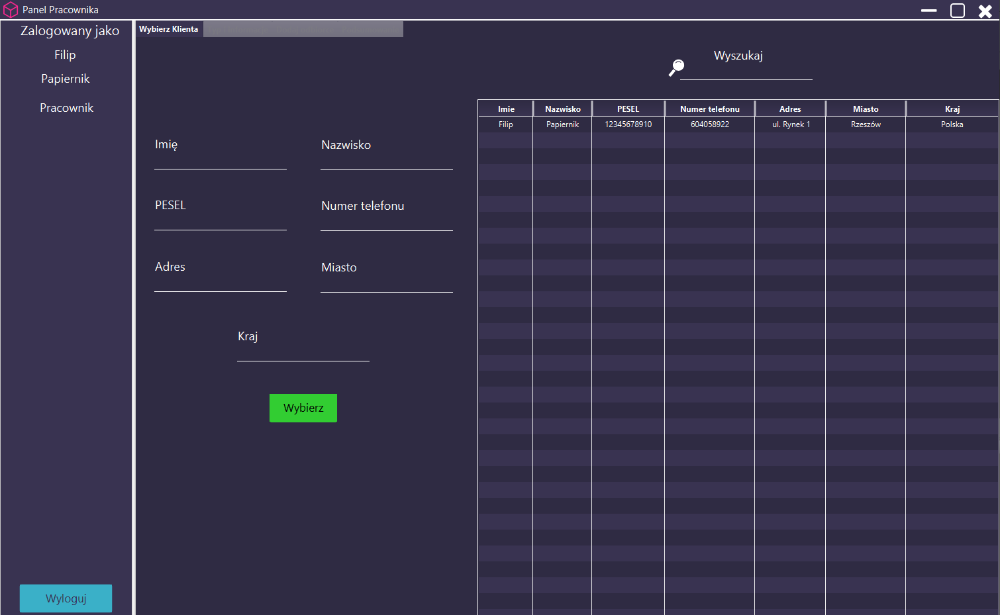 Panel Pracownika
Zalogowany jako
Filip
Papiernik
Pracownik
Wyloguj
Wybierz Klienta
Wyszukaj
Imię
Nazwisko
PESEL
Numer telefonu
Adres
Miasto
Kraj
Wybierz
Imie Nazwisko PESEL Numer telefonu Adres Miasto Kraj
Filip Papiernik 12345678910 604058922 ul. Rynek 1 Rzeszów Polska